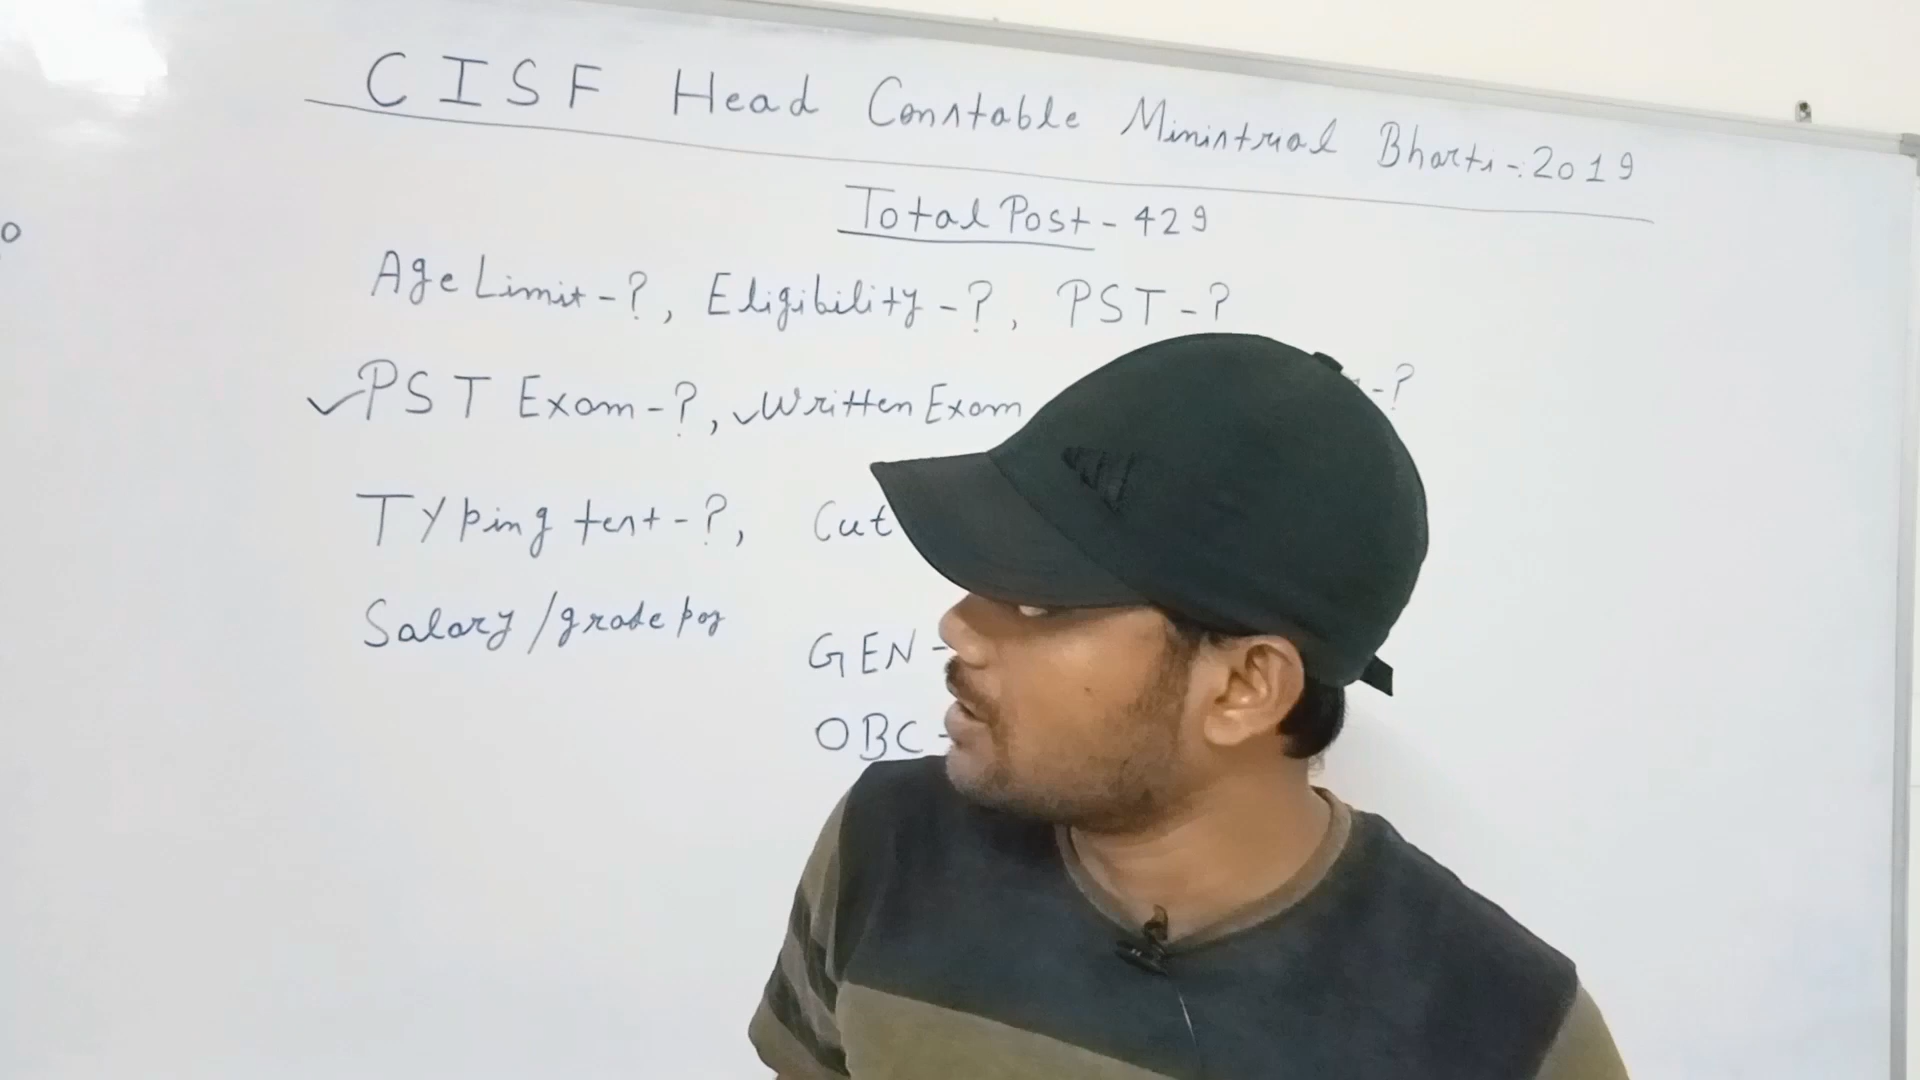 CISF Head Constable Ministrial Bharti-:2019
Total Post - 429
Age Limit - ?, Eligibility - ?, PST - ?
✓PST Exam - ?, ✓Written Exam - ?
Typing test - ?, Cut
Salary /grade pay
GEN -
OBC -
0